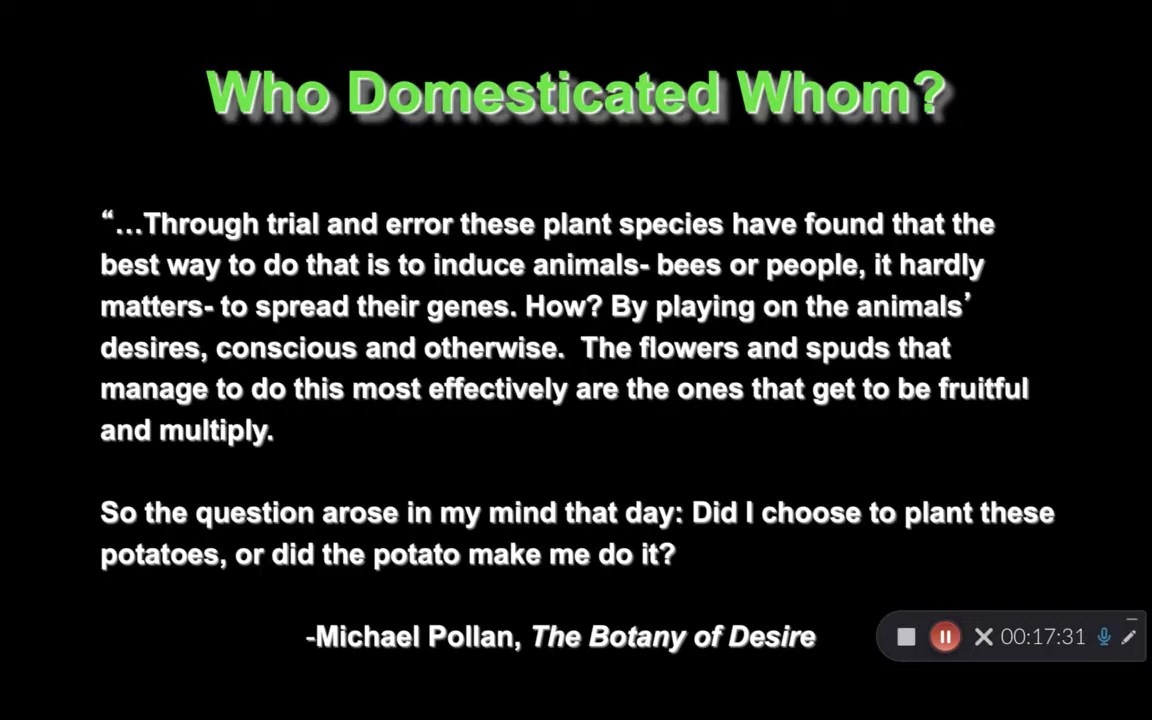 Who Domesticated Whom?
“…Through trial and error these plant species have found that the
best way to do that is to induce animals- bees or people, it hardly
matters- to spread their genes. How? By playing on the animals’
desires, conscious and otherwise.  The flowers and spuds that
manage to do this most effectively are the ones that get to be fruitful
and multiply.
So the question arose in my mind that day: Did I choose to plant these
potatoes, or did the potato make me do it?
-Michael Pollan, The Botany of Desire
00:17:31